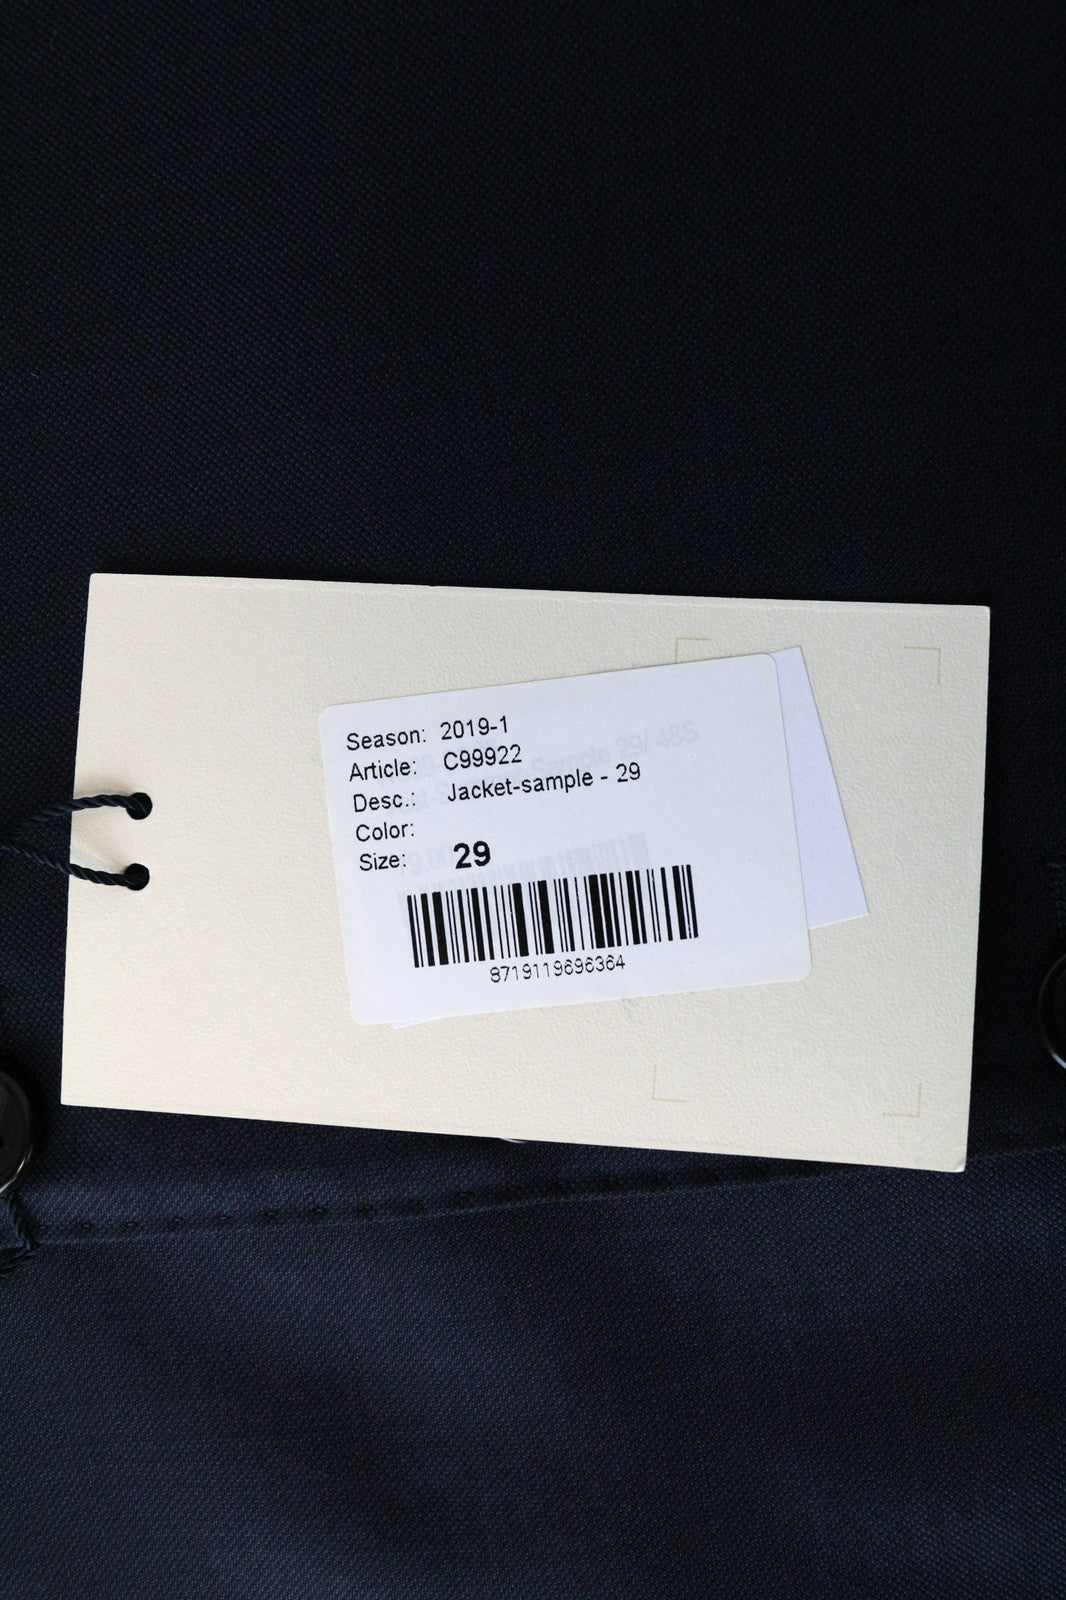 Season: 2019-1
Article: C99922
Desc.: Jacket-sample - 29
Color:
Size: 29
8719119696364